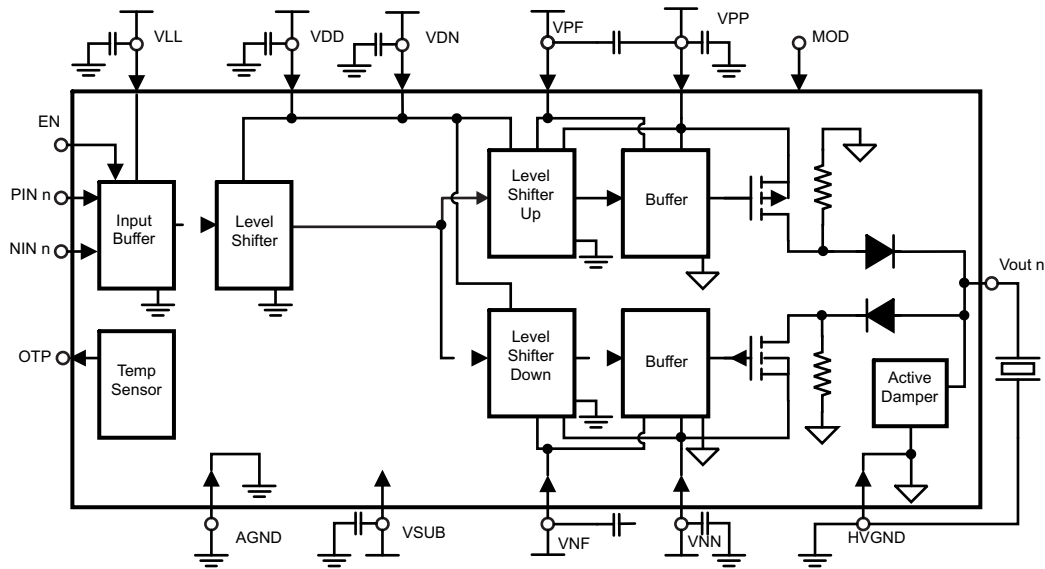 VLL
VDD
VDN
VPF
VPP
MOD
EN
PIN n
NIN n
OTP
Input
Buffer
Level
Shifter
Level
Shifter
Up
Buffer
Vout n
Temp
Sensor
Level
Shifter
Down
Buffer
Active
Damper
AGND
VSUB
VNF
VNN
HVGND